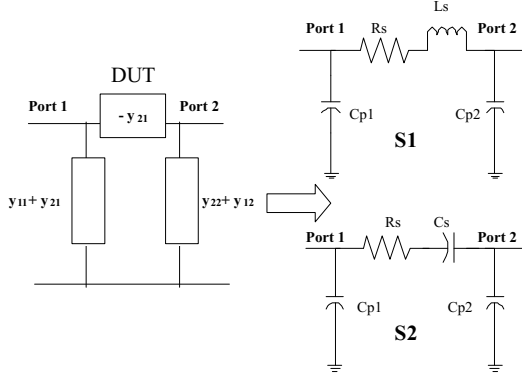 DUT
Port 1
Port 2
- y 21
y11+ y21
y22+ y12
Port 1
Rs
Ls
Port 2
Cp1
Cp2
S1
Port 1
Rs
Cs
Port 2
Cp1
Cp2
S2